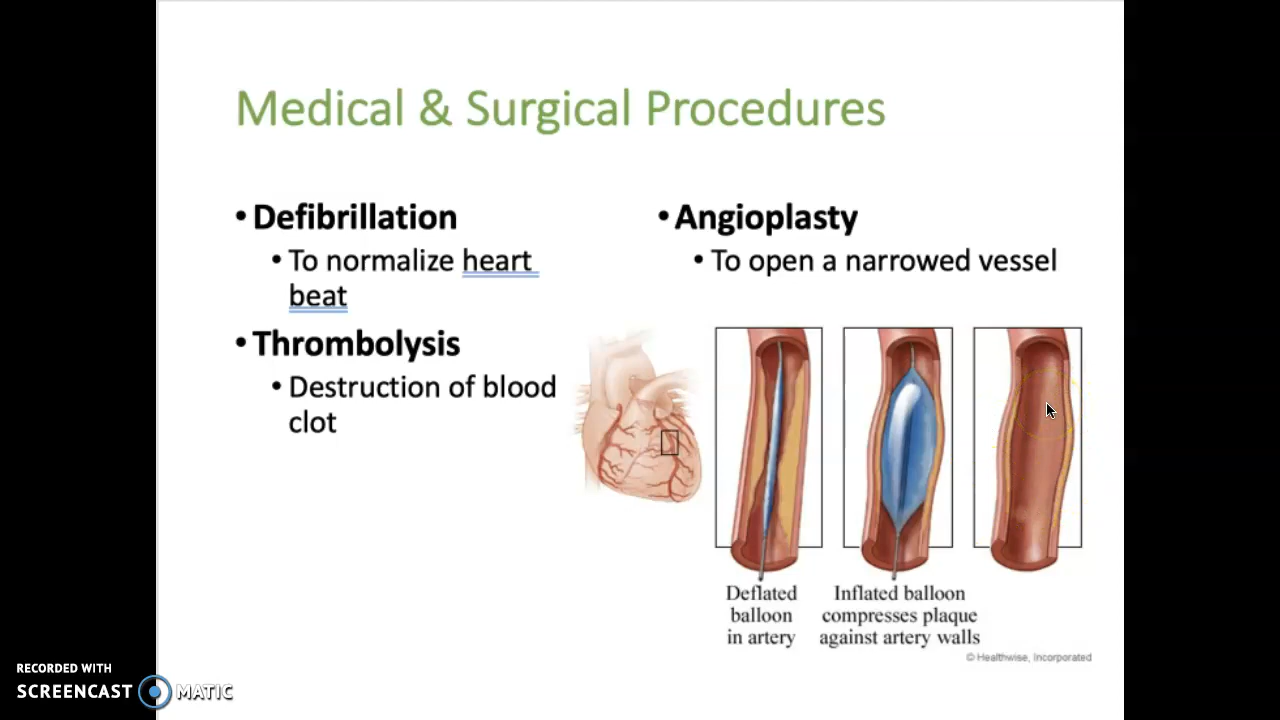 Medical & Surgical Procedures
• Defibrillation
• To normalize heart
beat
• Thrombolysis
• Destruction of blood
clot
• Angioplasty
• To open a narrowed vessel
Deflated
balloon
in artery
Inflated balloon
compresses plaque
against artery walls
© Healthwise, Incorporated
RECORDED WITH
SCREENCAST MATIC